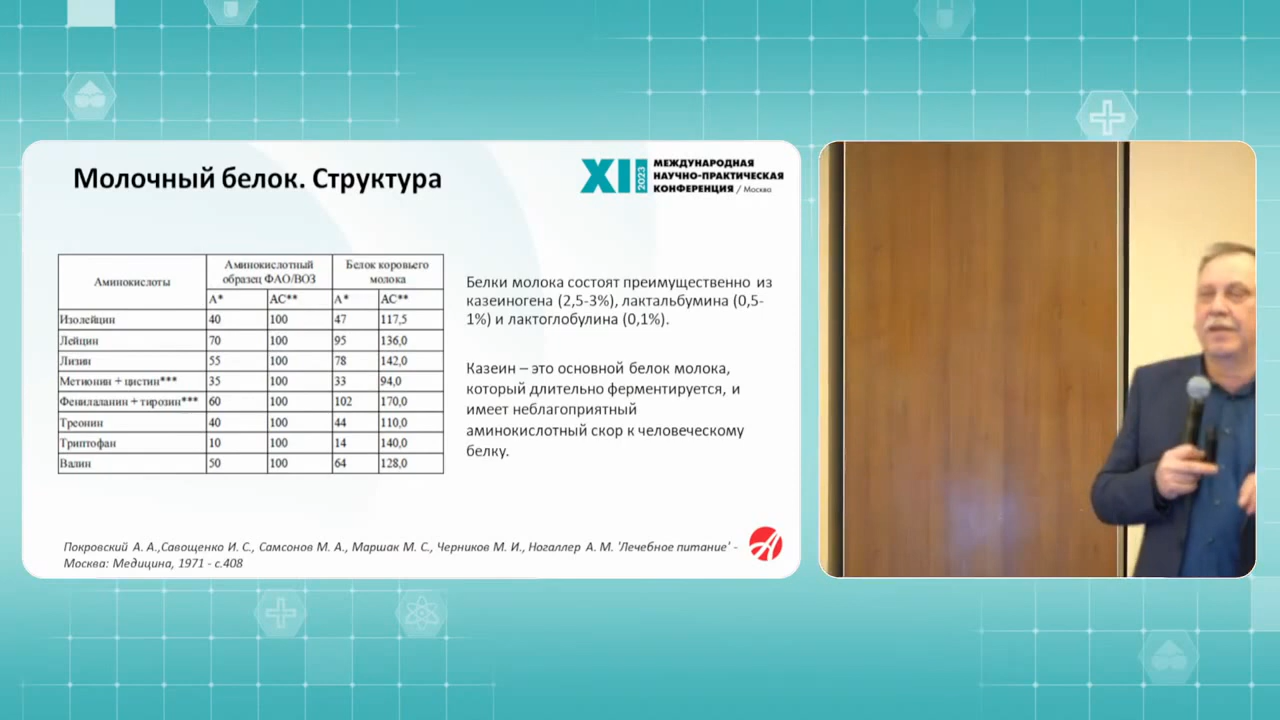 Молочный белок. Структура
XII 2023 МЕЖДУНАРОДНАЯ
НАУЧНО-ПРАКТИЧЕСКАЯ
КОНФЕРЕНЦИЯ / Москва
Аминокислоты
Аминокислотный
образец ФАО/ВОЗ
Белок коровьего
молока
А* АС** А* АС**
Изолейцин 40 100 47 117,5
Лейцин 70 100 95 136,0
Лизин 55 100 78 142,0
Метионин + цистин*** 35 100 33 94,0
Фенилаланин + тирозин*** 60 100 102 170,0
Треонин 40 100 44 110,0
Триптофан 10 100 14 140,0
Валин 50 100 64 128,0
Белки молока состоят преимущественно из
казеиногена (2,5-3%), лактальбумина (0,5-
1%) и лактоглобулина (0,1%).
Казеин – это основной белок молока,
который длительно ферментируется, и
имеет неблагоприятный
аминокислотный скор к человеческому
белку.
Покровский А. А.,Савощенко И. С., Самсонов М. А., Маршак М. С., Черников М. И., Ногаллер А. М. 'Лечебное питание' -
Москва: Медицина, 1971 - с.408